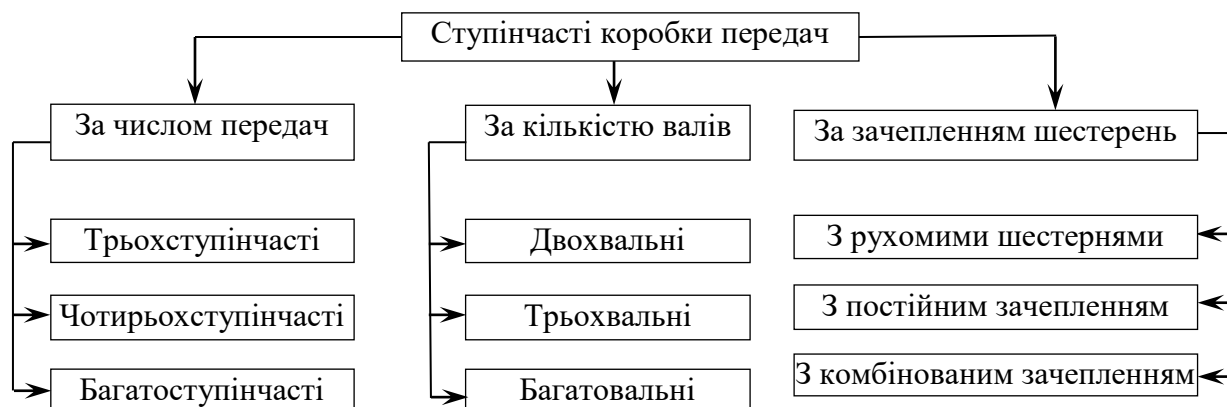 Ступінчасті коробки передач
За числом передач
За кількістю валів
За зачепленням шестерень
Трьохступінчасті
Двохвальні
З рухомими шестернями
Чотирьохступінчасті
Трьохвальні
З постійним зачепленням
Багатоступінчасті
Багатовальні
З комбінованим зачепленням